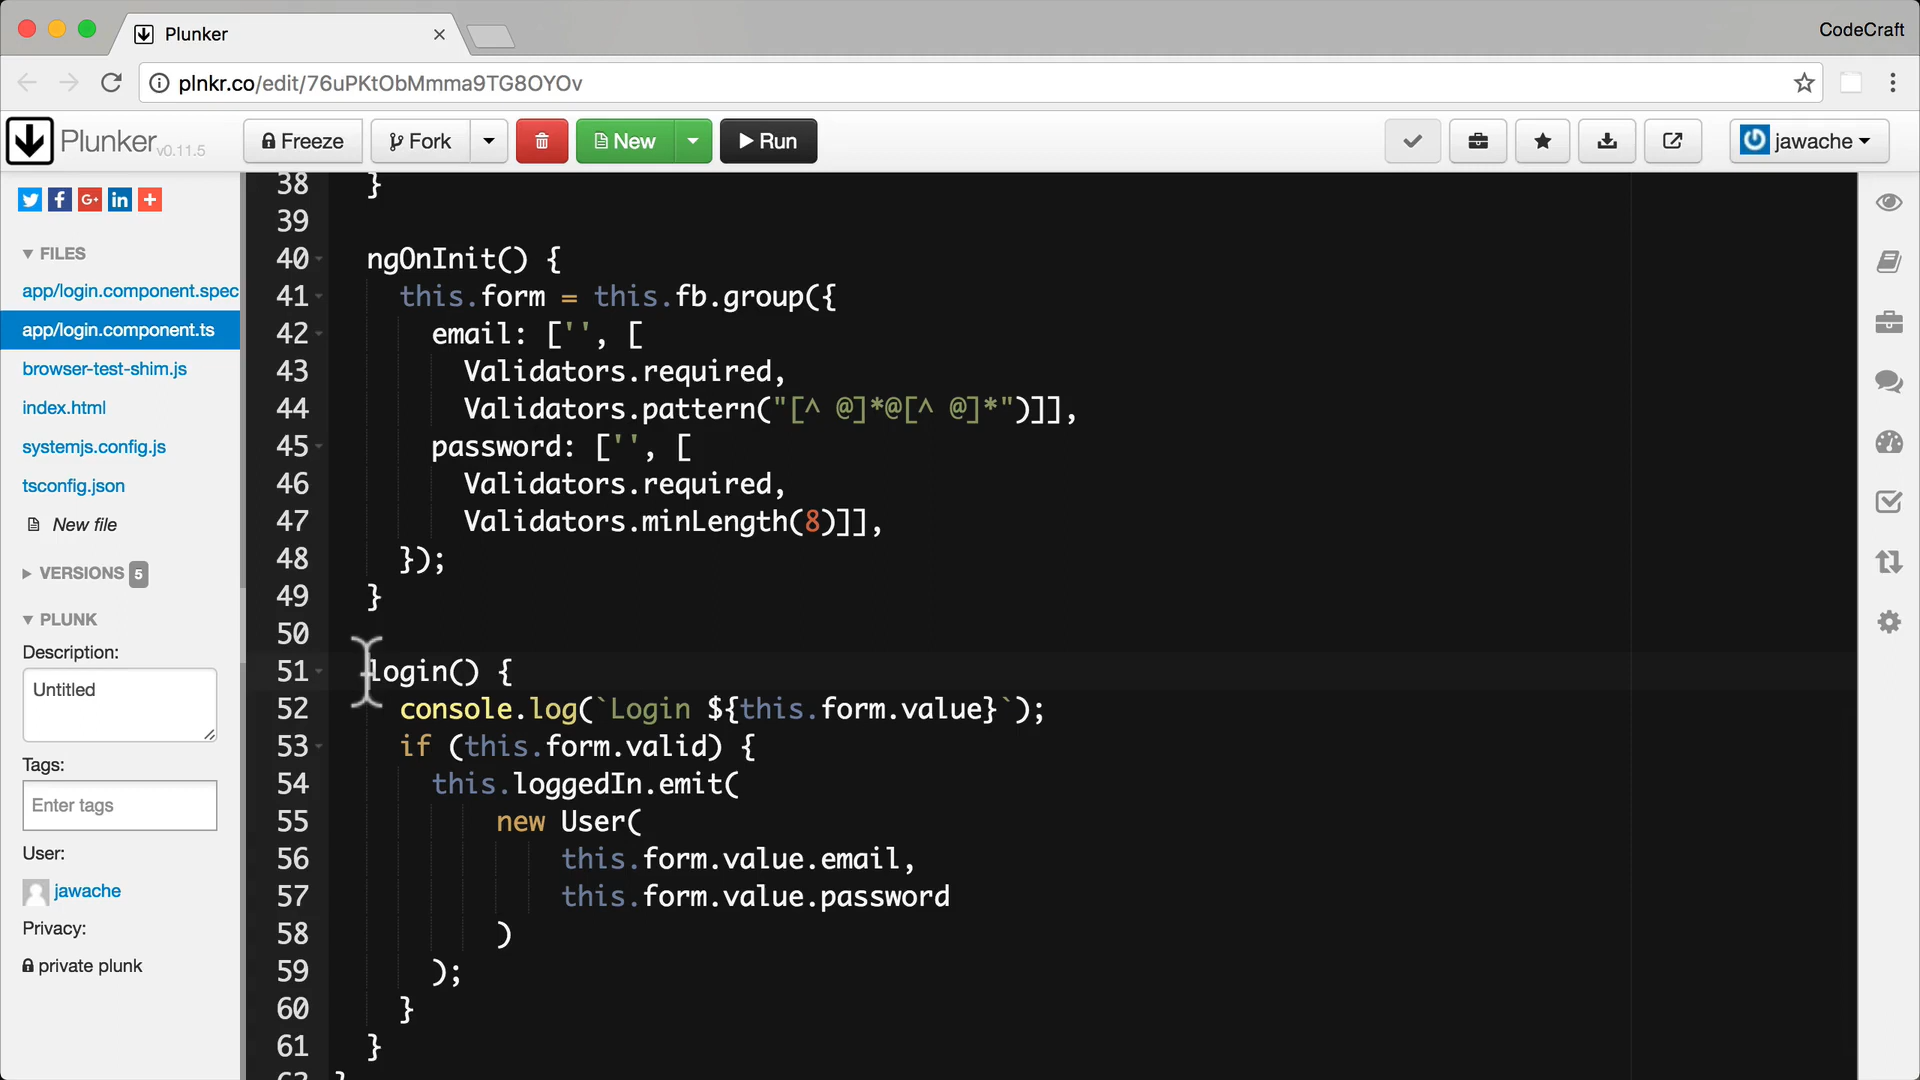 Plunker
CodeCraft
plnkr.co/edit/76uPKtObMmma9TG8OYOv
Plunker v0.11.5
Freeze
Fork
New
Run
jawache
FILES
app/login.component.spec
app/login.component.ts
browser-test-shim.js
index.html
systemjs.config.js
tsconfig.json
New file
VERSIONS 5
PLUNK
Description:
Untitled
Tags:
Enter tags
User:
jawache
Privacy:
private plunk
38 }
39
40 ngOnInit() {
41 this.form = this.fb.group({
42 email: ['', [
43 Validators.required,
44 Validators.pattern("[^ @]*@[^ @]*")]],
45 password: ['', [
46 Validators.required,
47 Validators.minLength(8)]],
48 });
49 }
50
51 login() {
52 console.log(`Login ${this.form.value}`);
53 if (this.form.valid) {
54 this.loggedIn.emit(
55 new User(
56 this.form.value.email,
57 this.form.value.password
58 )
59 );
60 }
61 }